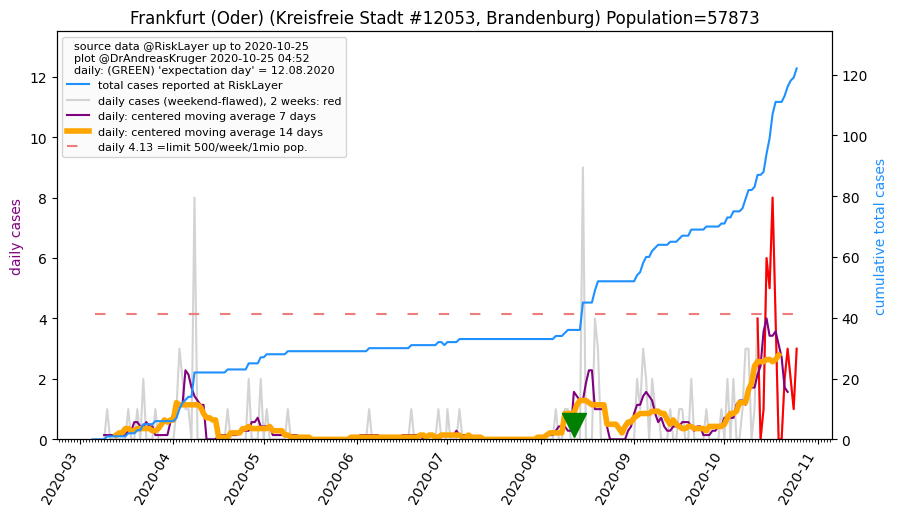 Frankfurt (Oder) (Kreisfreie Stadt #12053, Brandenburg) Population=57873
source data @RiskLayer up to 2020-10-25
plot @DrAndreasKruger 2020-10-25 04:52
daily: (GREEN) 'expectation day' = 12.08.2020
total cases reported at RiskLayer
daily cases (weekend-flawed), 2 weeks: red
daily: centered moving average 7 days
daily: centered moving average 14 days
daily 4.13 =limit 500/week/1mio pop.
daily cases
12
10
8
6
4
2
0
120
100
80
60
40
20
0
cumulative total cases
2020-03
2020-04
2020-05
2020-06
2020-07
2020-08
2020-09
2020-10
2020-11